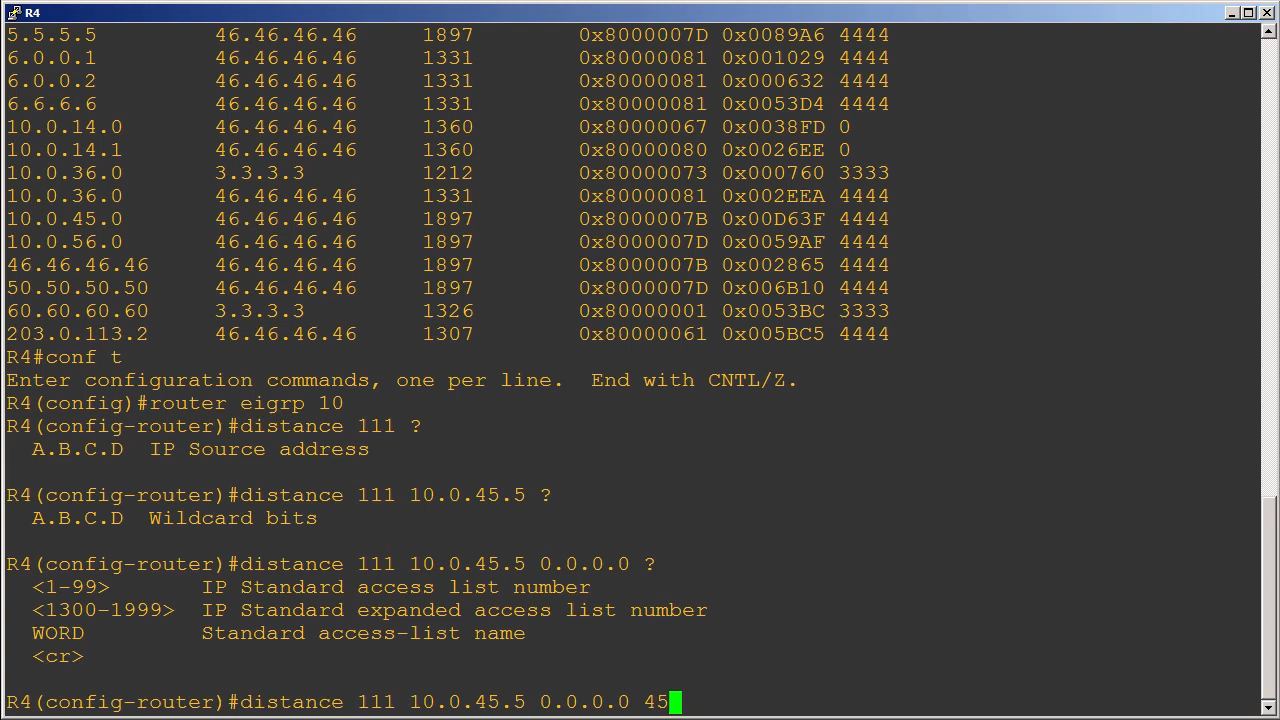 R4
5.5.5.5 46.46.46.46 1897 0x8000007D 0x0089A6 4444
6.0.0.1 46.46.46.46 1331 0x80000081 0x001029 4444
6.0.0.2 46.46.46.46 1331 0x80000081 0x000632 4444
6.6.6.6 46.46.46.46 1331 0x80000081 0x0053D4 4444
10.0.14.0 46.46.46.46 1360 0x80000067 0x0038FD 0
10.0.14.1 46.46.46.46 1360 0x80000080 0x0026EE 0
10.0.36.0 3.3.3.3 1212 0x80000073 0x000760 3333
10.0.36.0 46.46.46.46 1331 0x80000081 0x002EEA 4444
10.0.45.0 46.46.46.46 1897 0x8000007B 0x00D63F 4444
10.0.56.0 46.46.46.46 1897 0x8000007D 0x0059AF 4444
46.46.46.46 46.46.46.46 1897 0x8000007B 0x002865 4444
50.50.50.50 46.46.46.46 1897 0x8000007D 0x006B10 4444
60.60.60.60 3.3.3.3 1326 0x80000001 0x0053BC 3333
203.0.113.2 46.46.46.46 1307 0x80000061 0x005BC5 4444
R4#conf t
Enter configuration commands, one per line.  End with CNTL/Z.
R4(config)#router eigrp 10
R4(config-router)#distance 111 ?
A.B.C.D  IP Source address
R4(config-router)#distance 111 10.0.45.5 ?
A.B.C.D  Wildcard bits
R4(config-router)#distance 111 10.0.45.5 0.0.0.0 ?
<1-99> IP Standard access list number
<1300-1999> IP Standard expanded access list number
WORD Standard access-list name
<cr>
R4(config-router)#distance 111 10.0.45.5 0.0.0.0 45